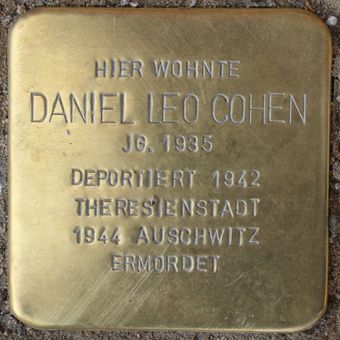 HIER WOHNTE
DANIEL LEO COHEN
JG. 1935
DEPORTIERT 1942
THERESIENSTADT
1944 AUSCHWITZ
ERMORDET